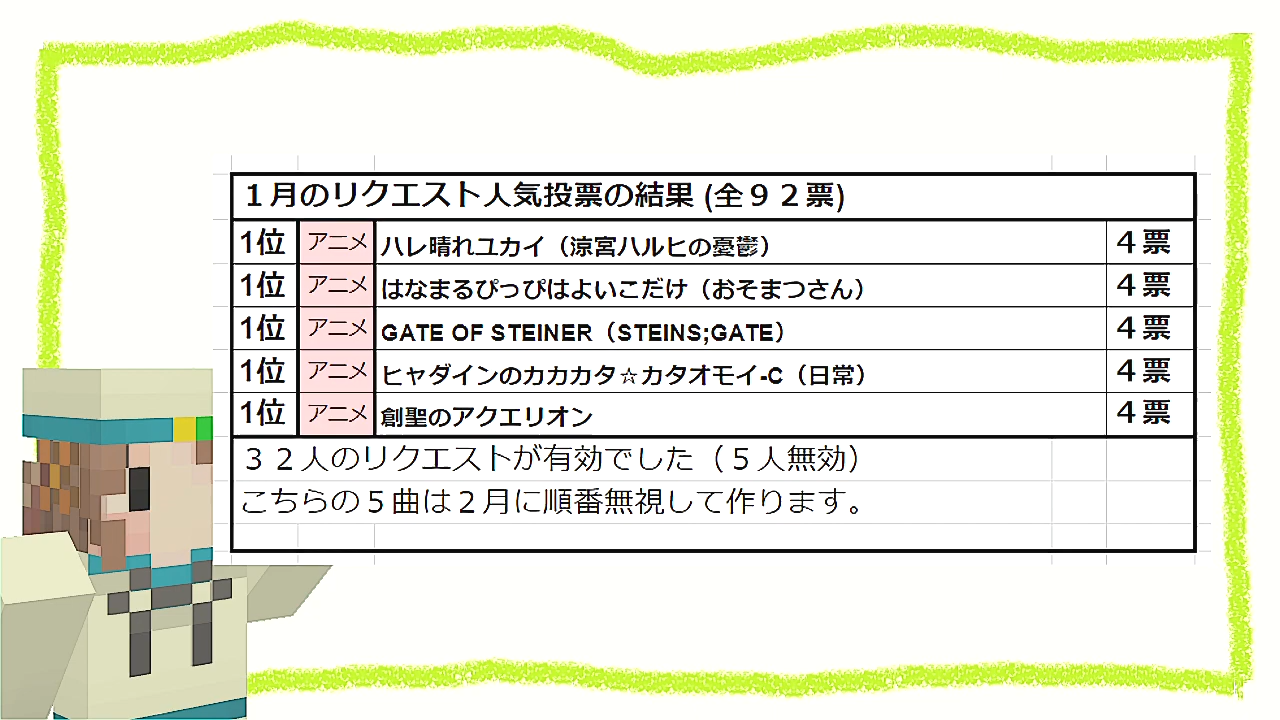 １月のリクエスト人気投票の結果 (全９２票)
1位 アニメ ハレ晴れユカイ（涼宮ハルヒの憂鬱） ４票
1位 アニメ はなまるぴっぴはよいこだけ（おそまつさん） ４票
1位 アニメ GATE OF STEINER（STEINS;GATE） ４票
1位 アニメ ヒャダインのカカカタ☆カタオモイ-C（日常） ４票
1位 アニメ 創聖のアクエリオン ４票
３２人のリクエストが有効でした（５人無効）
こちらの５曲は２月に順番無視して作ります。